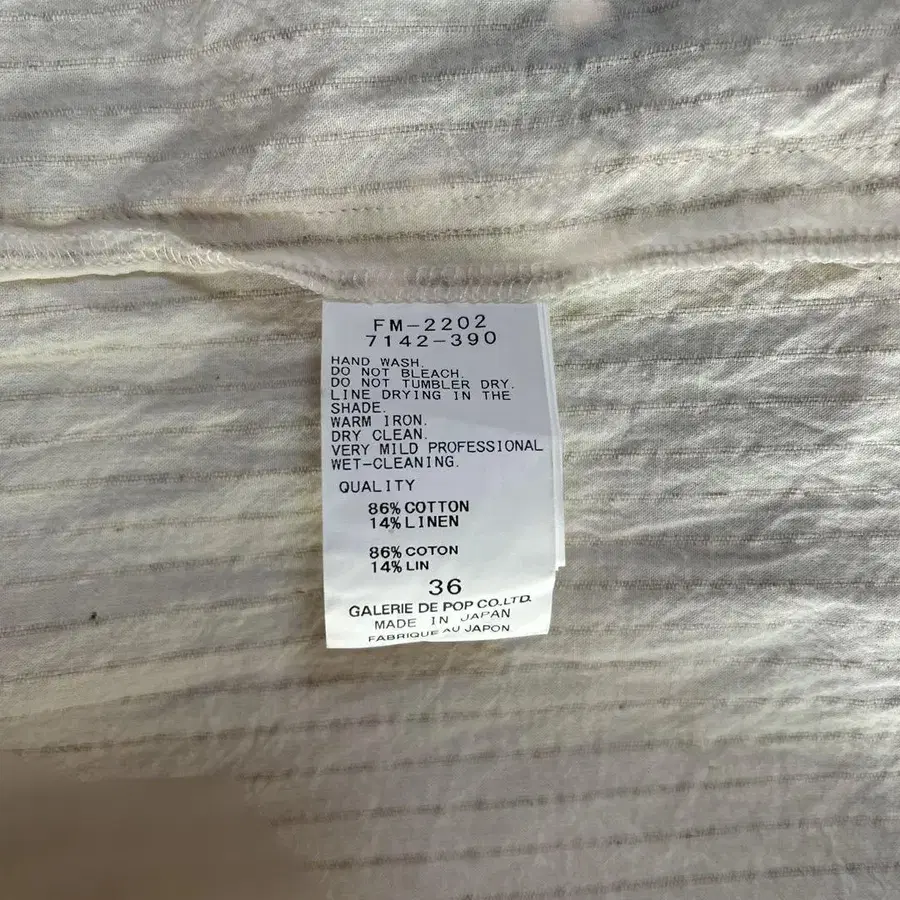 FM-2202
7142-390
HAND WASH.
DO NOT BLEACH.
DO NOT TUMBLER DRY.
LINE DRYING IN THE
SHADE.
WARM IRON.
DRY CLEAN.
VERY MILD PROFESSIONAL
WET-CLEANING.
QUALITY
86% COTTON
14% LINEN
86% COTON
14% LIN
36
GALERIE DE POP CO.LTD.
MADE IN JAPAN
FABRIQUE AU JAPON